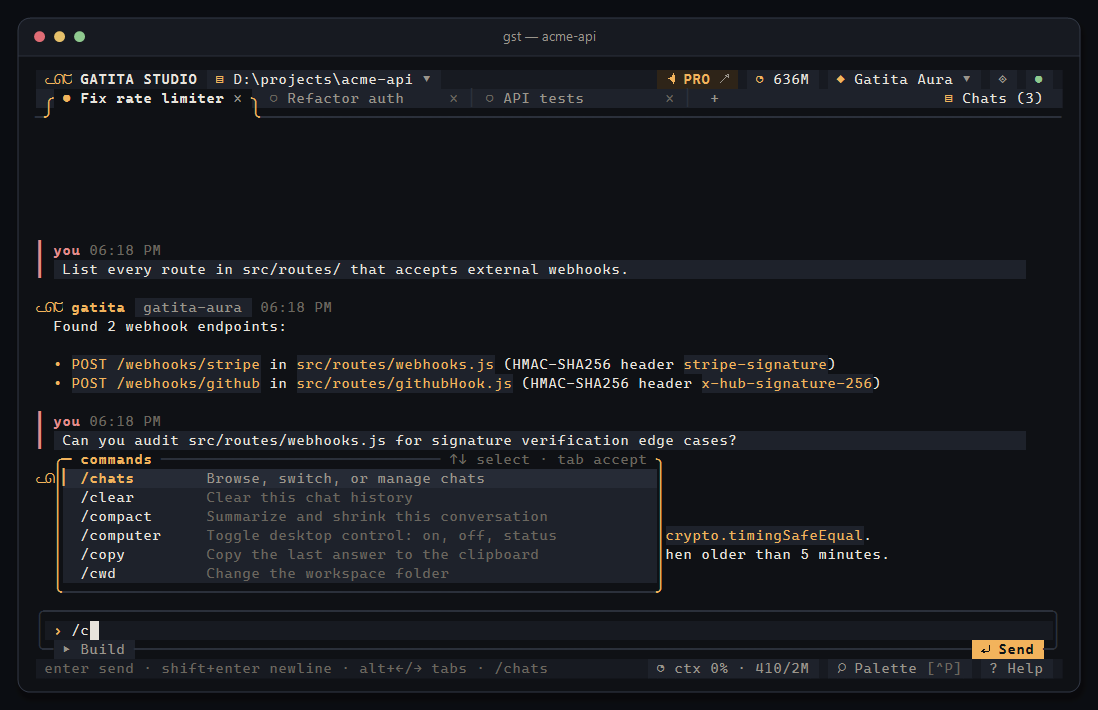 gst — acme-api
GATITA STUDIO D:\projects\acme-api ▼ PRO ↗ 636M ◆ Gatita Aura ▼
● Fix rate limiter × ○ Refactor auth × ○ API tests × + Chats (3)
you 06:18 PM
List every route in src/routes/ that accepts external webhooks.
gatita gatita-aura 06:18 PM
Found 2 webhook endpoints:
• POST /webhooks/stripe in src/routes/webhooks.js (HMAC-SHA256 header stripe-signature)
• POST /webhooks/github in src/routes/githubHook.js (HMAC-SHA256 header x-hub-signature-256)
you 06:18 PM
Can you audit src/routes/webhooks.js for signature verification edge cases?
commands ↑↓ select · tab accept
/chats Browse, switch, or manage chats
/clear Clear this chat history
/compact Summarize and shrink this conversation
/computer Toggle desktop control: on, off, status crypto.timingSafeEqual.
/copy Copy the last answer to the clipboard hen older than 5 minutes.
/cwd Change the workspace folder
› /c
▸ Build ↵ Send
enter send · shift+enter newline · alt+←/→ tabs · /chats ctx 0% · 410/2M Palette [^P] ? Help